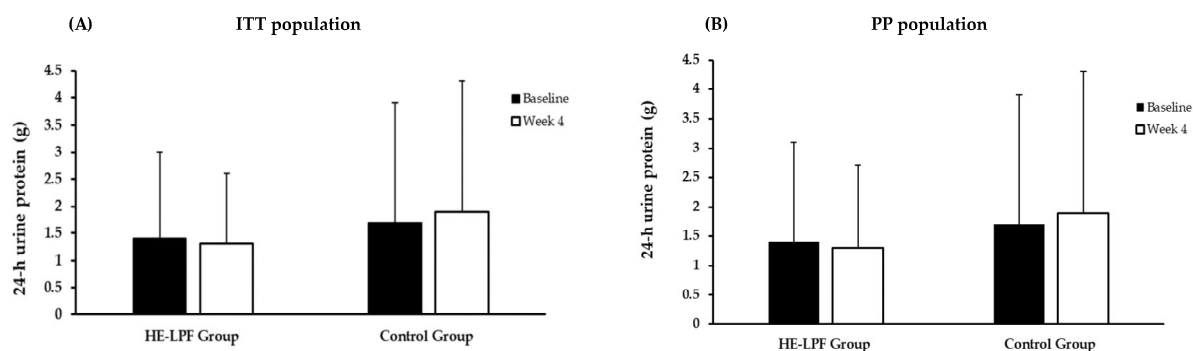 (A) ITT population
24-h urine protein (g)
4.5
4
3.5
3
2.5
2
1.5
1
0.5
0
Baseline
Week 4
HE-LPF Group Control Group
(B) PP population
24-h urine protein (g)
4.5
4
3.5
3
2.5
2
1.5
1
0.5
0
Baseline
Week 4
HE-LPF Group Control Group